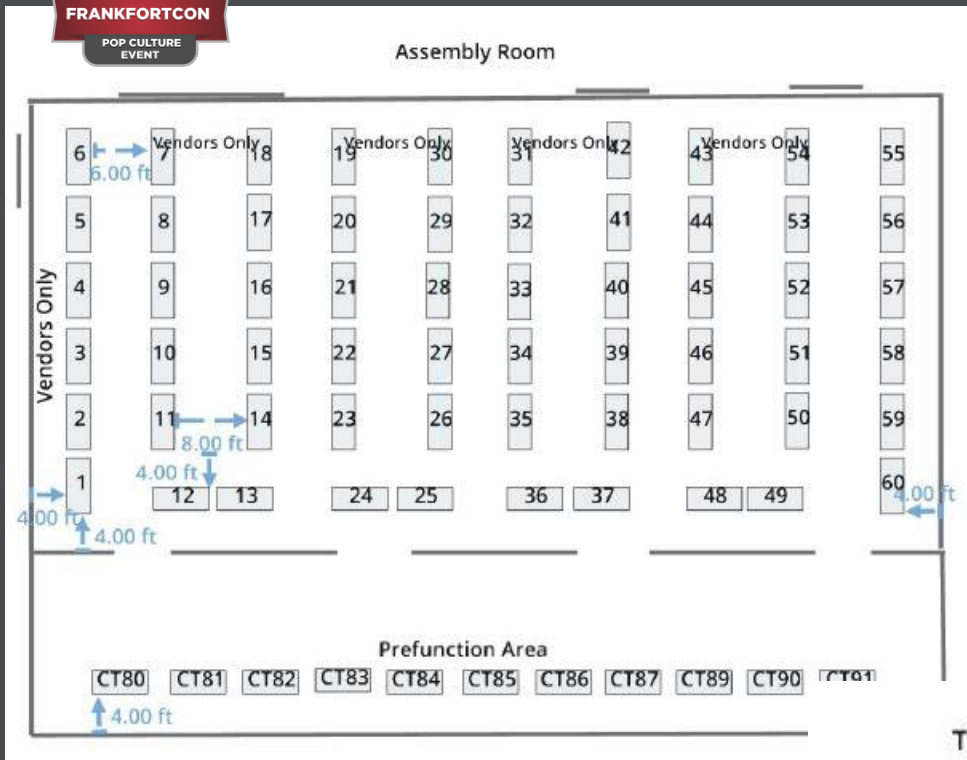 FRANKFORTCON
POP CULTURE
EVENT
Assembly Room
Vendors Only Vendors Only Vendors Only Vendors Only
6 7 18 19 30 31 42 43 54 55
6.00 ft
5 8 17 20 29 32 41 44 53 56
Vendors Only
4 9 16 21 28 33 40 45 52 57
3 10 15 22 27 34 39 46 51 58
2 11 14 23 26 35 38 47 50 59
8.00 ft
4.00 ft
1 60
12 13 24 25 36 37 48 49
4.00 ft
4.00 ft
4.00 ft
Prefunction Area
CT80 CT81 CT82 CT83 CT84 CT85 CT86 CT87 CT89 CT90 CT91
4.00 ft
T